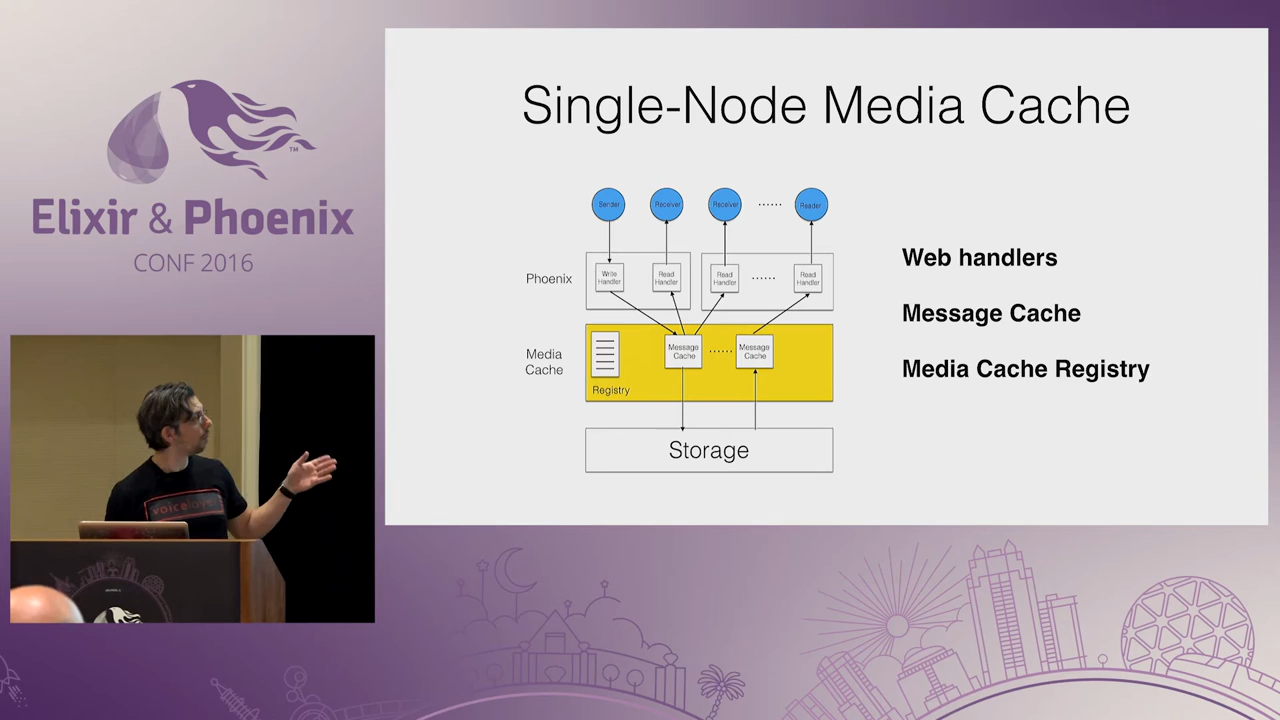 Elixir & Phoenix
CONF 2016
TM
Single-Node Media Cache
Sender
Receiver
Receiver
......
Reader
Phoenix
Write
Handler
Read
Handler
Read
Handler
......
Read
Handler
Media
Cache
Registry
Message
Cache
......
Message
Cache
Storage
Web handlers
Message Cache
Media Cache Registry